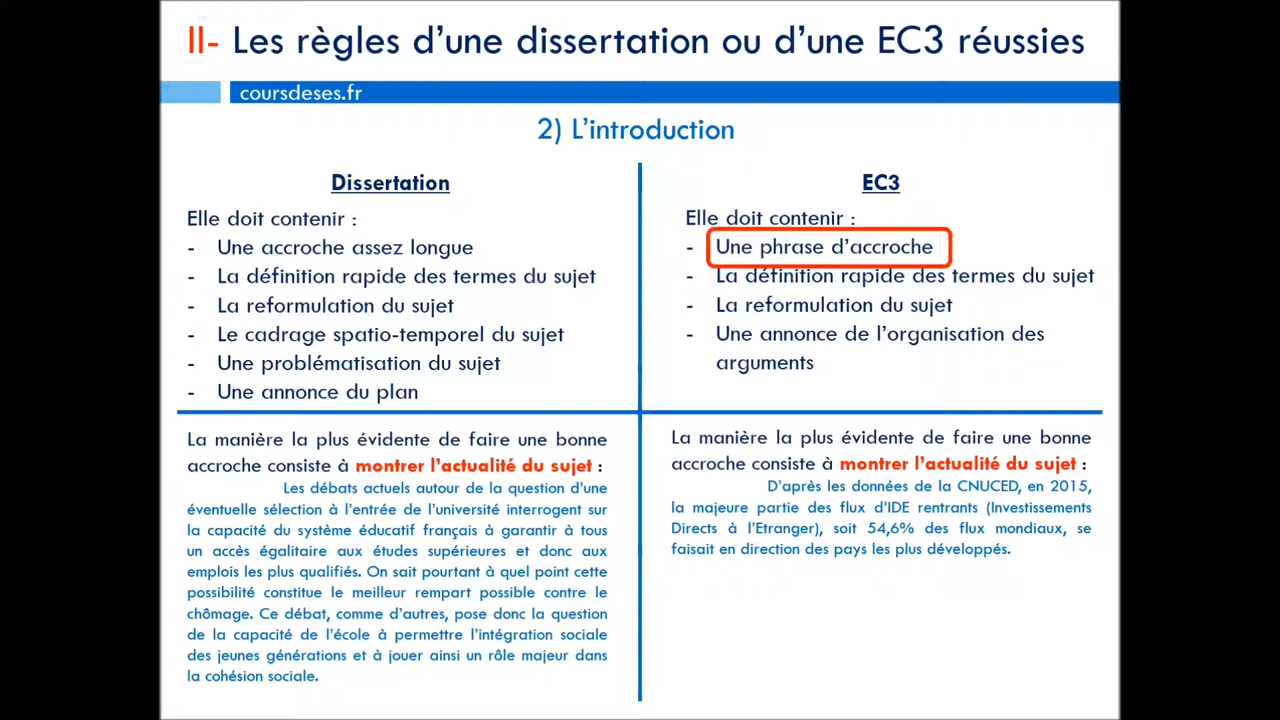 II- Les règles d’une dissertation ou d’une EC3 réussies
coursdeses.fr
2) L’introduction
Dissertation
Elle doit contenir :
- Une accroche assez longue
- La définition rapide des termes du sujet
- La reformulation du sujet
- Le cadrage spatio-temporel du sujet
- Une problématisation du sujet
- Une annonce du plan
EC3
Elle doit contenir :
- Une phrase d’accroche
- La définition rapide des termes du sujet
- La reformulation du sujet
- Une annonce de l’organisation des
arguments
La manière la plus évidente de faire une bonne
accroche consiste à montrer l’actualité du sujet :
Les débats actuels autour de la question d’une
éventuelle sélection à l’entrée de l’université interrogent sur
la capacité du système éducatif français à garantir à tous
un accès égalitaire aux études supérieures et donc aux
emplois les plus qualifiés. On sait pourtant à quel point cette
possibilité constitue le meilleur rempart possible contre le
chômage. Ce débat, comme d’autres, pose donc la question
de la capacité de l’école à permettre l’intégration sociale
des jeunes générations et à jouer ainsi un rôle majeur dans
la cohésion sociale.
La manière la plus évidente de faire une bonne
accroche consiste à montrer l’actualité du sujet :
D’après les données de la CNUCED, en 2015,
la majeure partie des flux d’IDE rentrants (Investissements
Directs à l’Etranger), soit 54,6% des flux mondiaux, se
faisait en direction des pays les plus développés.